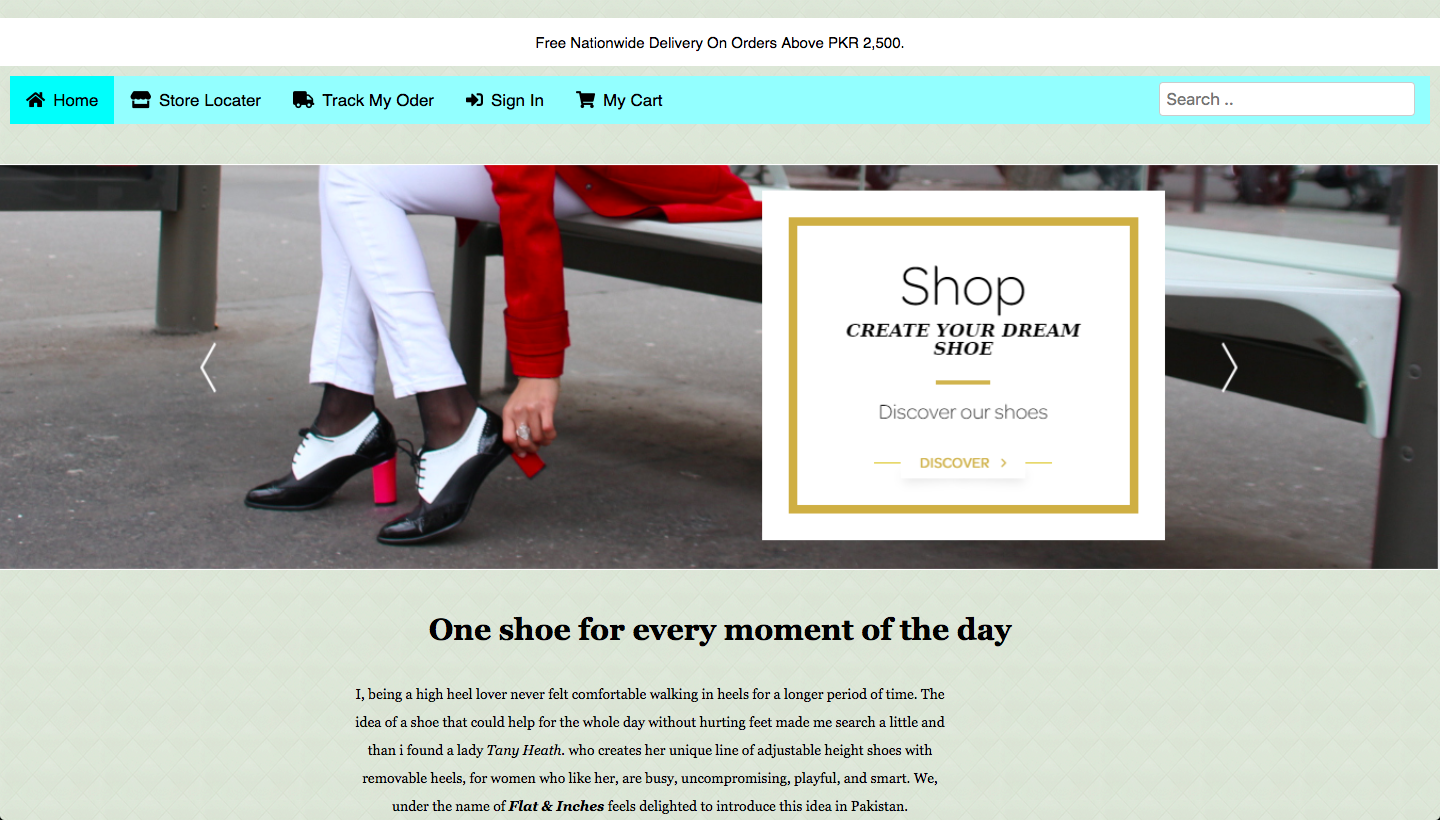 Free Nationwide Delivery On Orders Above PKR 2,500.
Home Store Locater Track My Oder Sign In My Cart Search ..
Shop
CREATE YOUR DREAM
SHOE
Discover our shoes
DISCOVER >
One shoe for every moment of the day
I, being a high heel lover never felt comfortable walking in heels for a longer period of time. The
idea of a shoe that could help for the whole day without hurting feet made me search a little and
than i found a lady Tany Heath. who creates her unique line of adjustable height shoes with
removable heels, for women who like her, are busy, uncompromising, playful, and smart. We,
under the name of Flat & Inches feels delighted to introduce this idea in Pakistan.